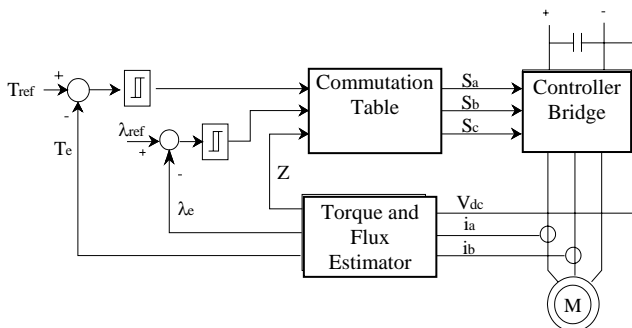 + -
Commutation Table
Sa
Sb
Sc
Controller Bridge
Tref
+
-
Te
λref
+
-
λe
Z
Torque and Flux Estimator
Vdc
ia
ib
M